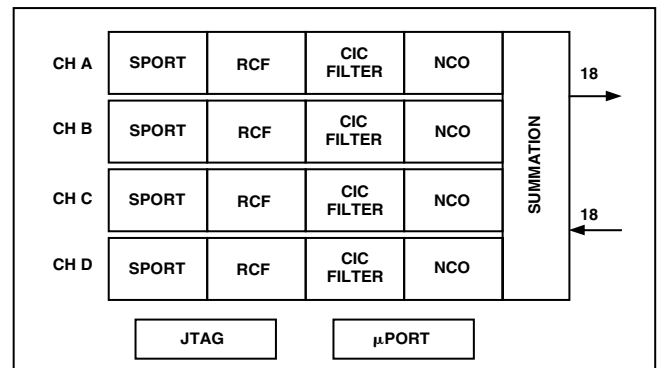 CH A SPORT RCF CIC FILTER NCO 18
CH B SPORT RCF CIC FILTER NCO
SUMMATION
CH C SPORT RCF CIC FILTER NCO 18
CH D SPORT RCF CIC FILTER NCO
JTAG μPORT